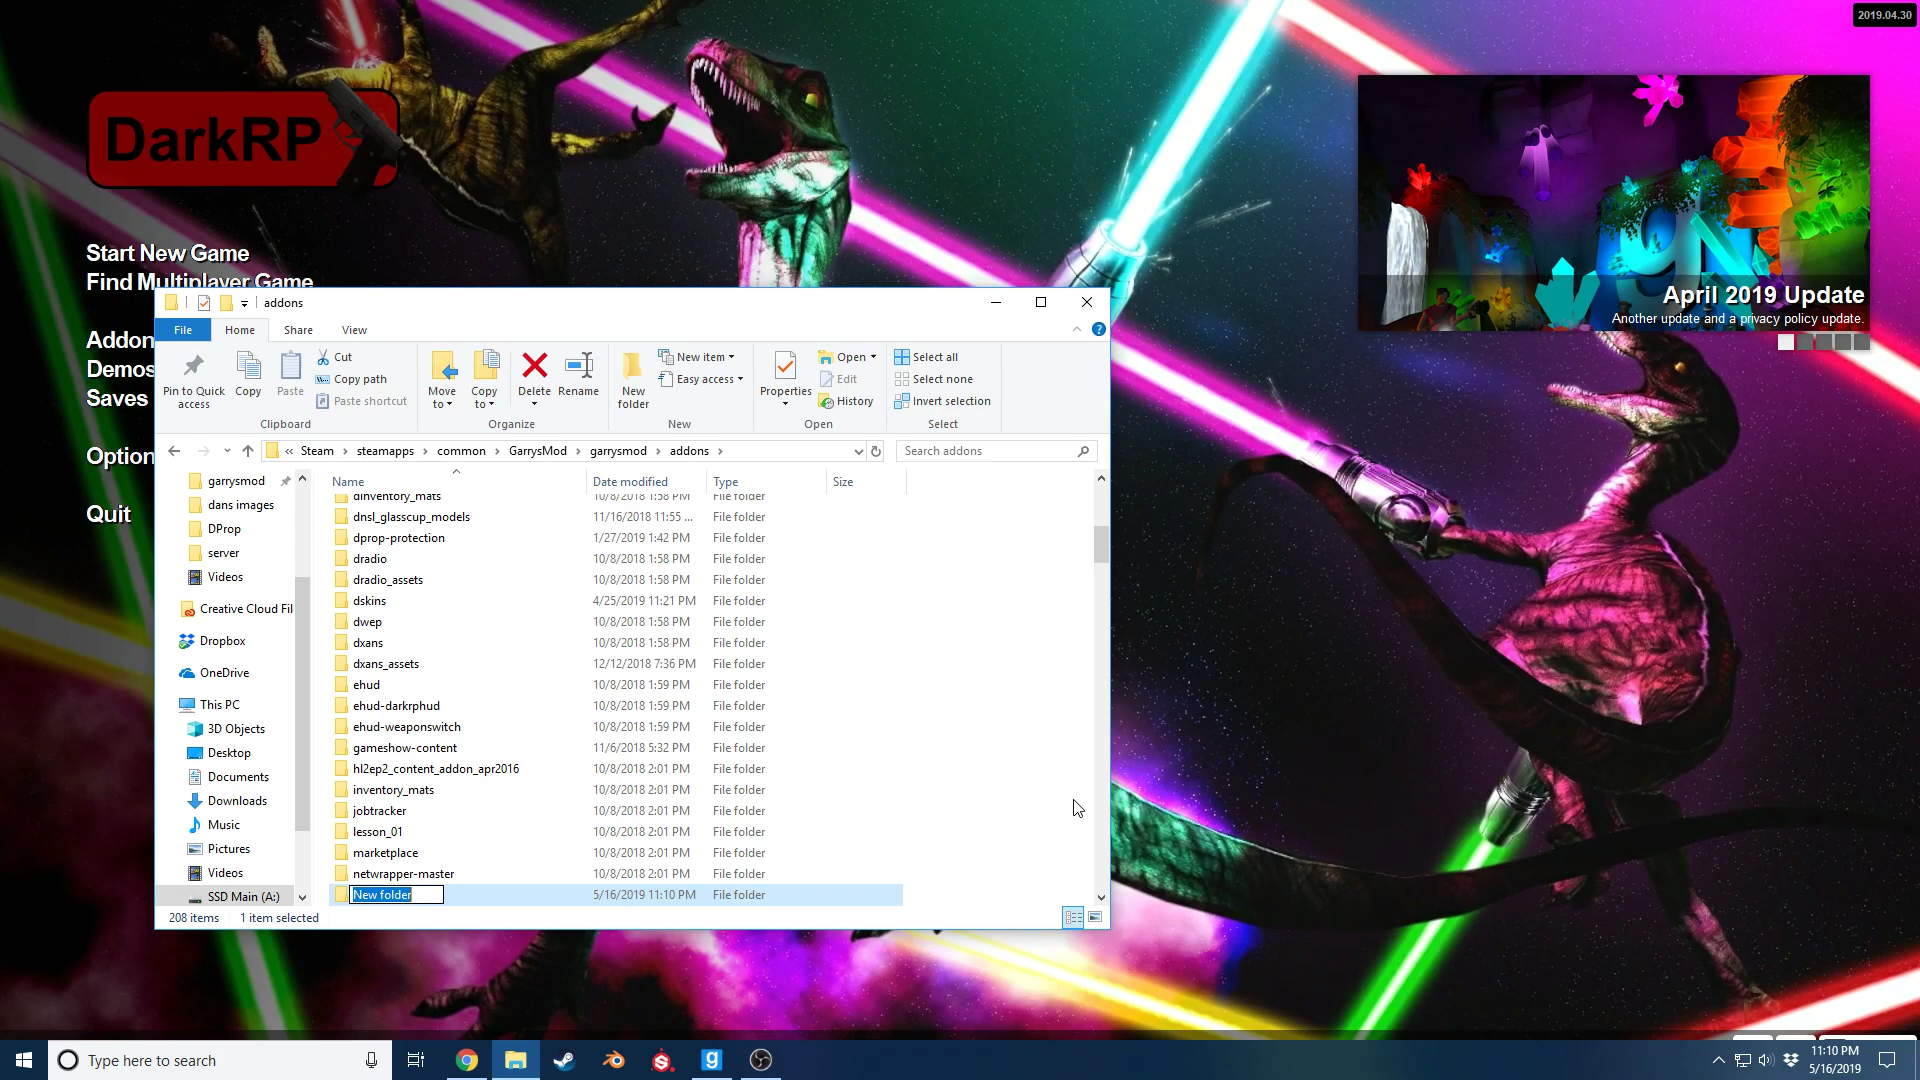 2019.04.30
DarkRP
Start New Game
Find Multiplayer Game
Addon
Demos
Saves
Option
Quit
April 2019 Update
Another update and a privacy policy update.
addons
File Home Share View
Pin to Quick access
Copy
Paste
Cut
Copy path
Paste shortcut
Clipboard
Move to
Copy to
Delete
Rename
Organize
New folder
New item
Easy access
New
Properties
Open
Edit
History
Open
Select all
Select none
Invert selection
Select
« Steam > steamapps > common > GarrysMod > garrysmod > addons >
Search addons
garrysmod
dans images
DProp
server
Videos
Creative Cloud Fil
Dropbox
OneDrive
This PC
3D Objects
Desktop
Documents
Downloads
Music
Pictures
Videos
SSD Main (A:)
Name Date modified Type Size
dinventory_mats 10/8/2018 1:58 PM File folder
dnsl_glasscup_models 11/16/2018 11:55 ... File folder
dprop-protection 1/27/2019 1:42 PM File folder
dradio 10/8/2018 1:58 PM File folder
dradio_assets 10/8/2018 1:58 PM File folder
dskins 4/25/2019 11:21 PM File folder
dwep 10/8/2018 1:58 PM File folder
dxans 10/8/2018 1:58 PM File folder
dxans_assets 12/12/2018 7:36 PM File folder
ehud 10/8/2018 1:59 PM File folder
ehud-darkrphud 10/8/2018 1:59 PM File folder
ehud-weaponswitch 10/8/2018 1:59 PM File folder
gameshow-content 11/6/2018 5:32 PM File folder
hl2ep2_content_addon_apr2016 10/8/2018 2:01 PM File folder
inventory_mats 10/8/2018 2:01 PM File folder
jobtracker 10/8/2018 2:01 PM File folder
lesson_01 10/8/2018 2:01 PM File folder
marketplace 10/8/2018 2:01 PM File folder
netwrapper-master 10/8/2018 2:01 PM File folder
New folder 5/16/2019 11:10 PM File folder
208 items 1 item selected
Type here to search
11:10 PM
5/16/2019